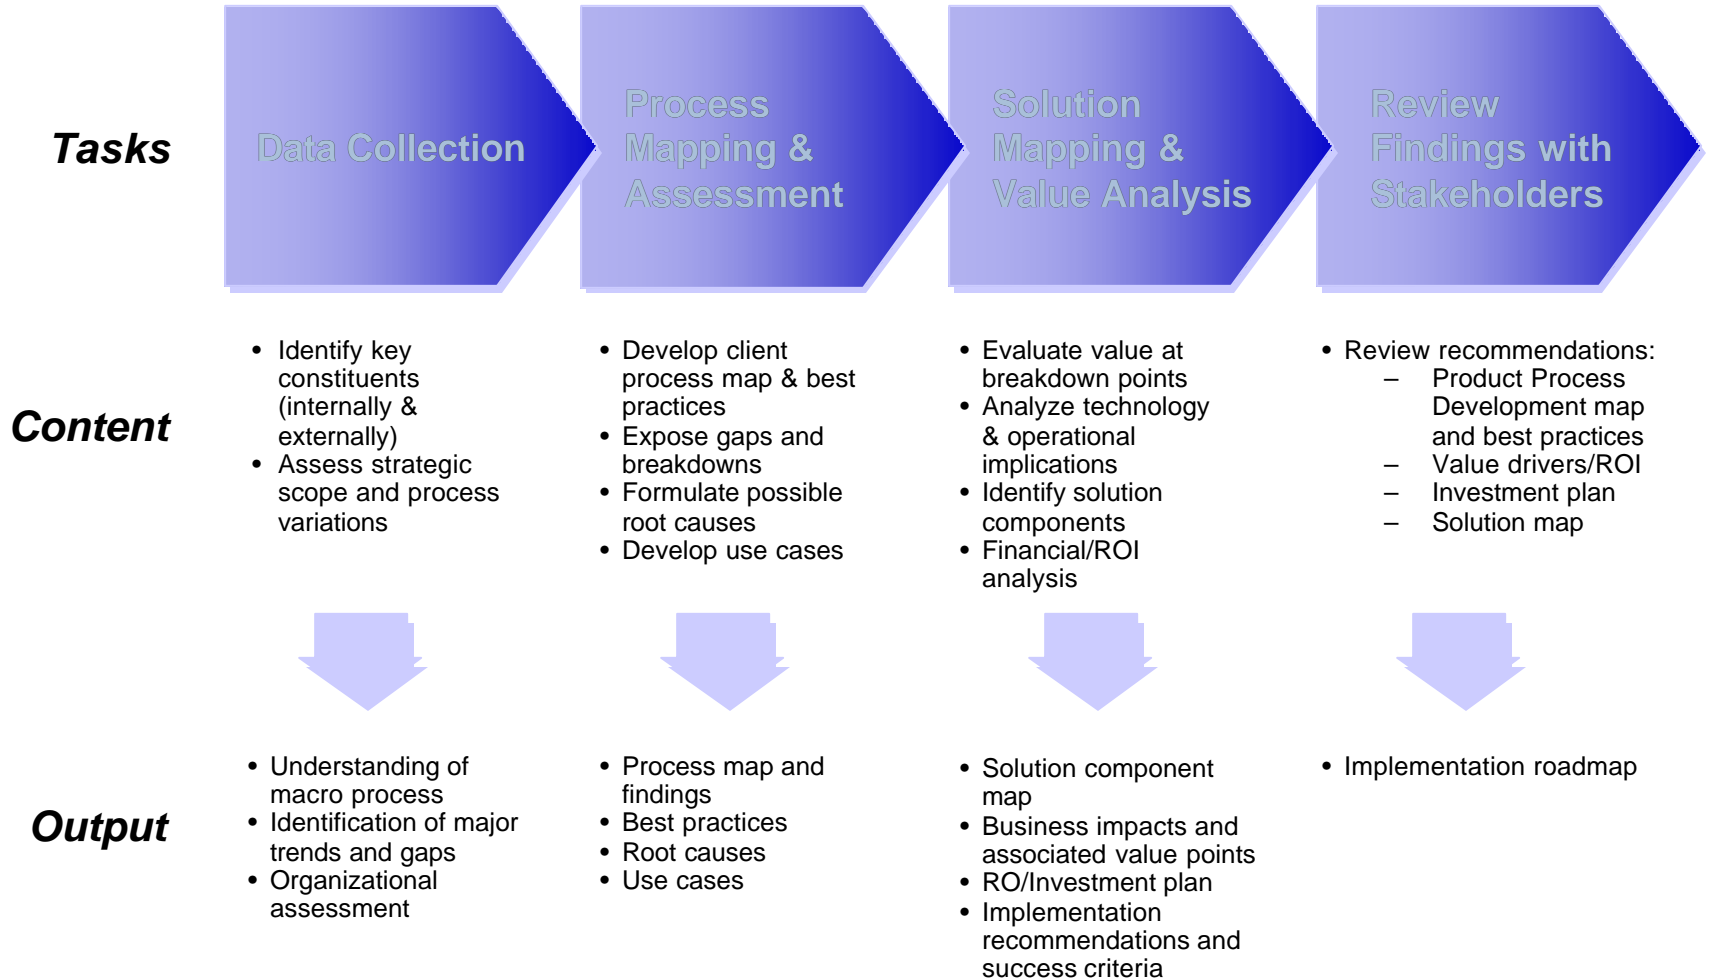 Tasks
Data Collection
Process
Mapping &
Assessment
Solution
Mapping &
Value Analysis
Review
Findings with
Stakeholders
Content
• Identify key
constituents
(internally &
externally)
• Assess strategic
scope and process
variations
• Develop client
process map & best
practices
• Expose gaps and
breakdowns
• Formulate possible
root causes
• Develop use cases
• Evaluate value at
breakdown points
• Analyze technology
& operational
implications
• Identify solution
components
• Financial/ROI
analysis
• Review recommendations:
– Product Process
Development map
and best practices
– Value drivers/ROI
– Investment plan
– Solution map
Output
• Understanding of
macro process
• Identification of major
trends and gaps
• Organizational
assessment
• Process map and
findings
• Best practices
• Root causes
• Use cases
• Solution component
map
• Business impacts and
associated value points
• RO/Investment plan
• Implementation
recommendations and
success criteria
• Implementation roadmap